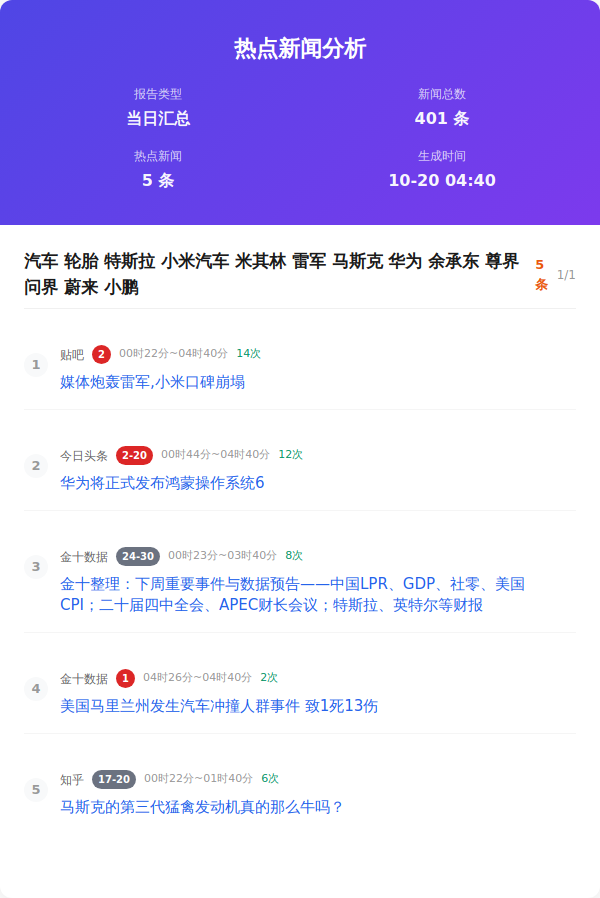 热点新闻分析
报告类型
新闻总数
当日汇总
401 条
热点新闻
生成时间
5 条
10-20 04:40
汽车 轮胎 特斯拉 小米汽车 米其林 雷军 马斯克 华为 余承东 尊界
问界 蔚来 小鹏
5
条
1/1
1
贴吧 2 00时22分~04时40分 14次
媒体炮轰雷军,小米口碑崩塌
2
今日头条 2-20 00时44分~04时40分 12次
华为将正式发布鸿蒙操作系统6
3
金十数据 24-30 00时23分~03时40分 8次
金十整理：下周重要事件与数据预告——中国LPR、GDP、社零、美国
CPI；二十届四中全会、APEC财长会议；特斯拉、英特尔等财报
4
金十数据 1 04时26分~04时40分 2次
美国马里兰州发生汽车冲撞人群事件 致1死13伤
5
知乎 17-20 00时22分~01时40分 6次
马斯克的第三代猛禽发动机真的那么牛吗？